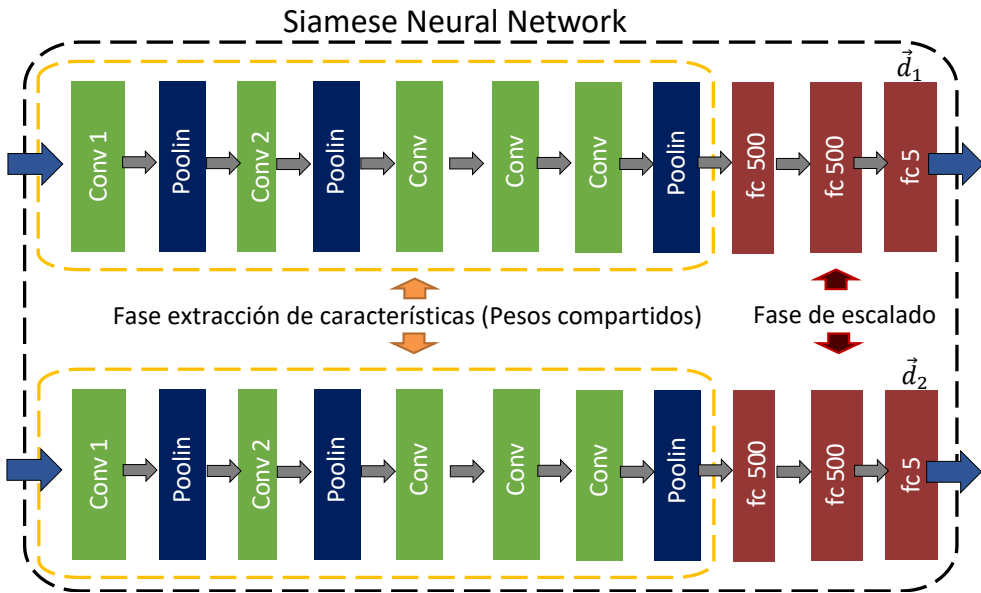 Siamese Neural Network
d⃗₁
Conv 1
Poolin
Conv 2
Poolin
Conv
Conv
Conv
Poolin
fc 500
fc 500
fc 5
Fase extracción de características (Pesos compartidos)
Fase de escalado
d⃗₂
Conv 1
Poolin
Conv 2
Poolin
Conv
Conv
Conv
Poolin
fc 500
fc 500
fc 5